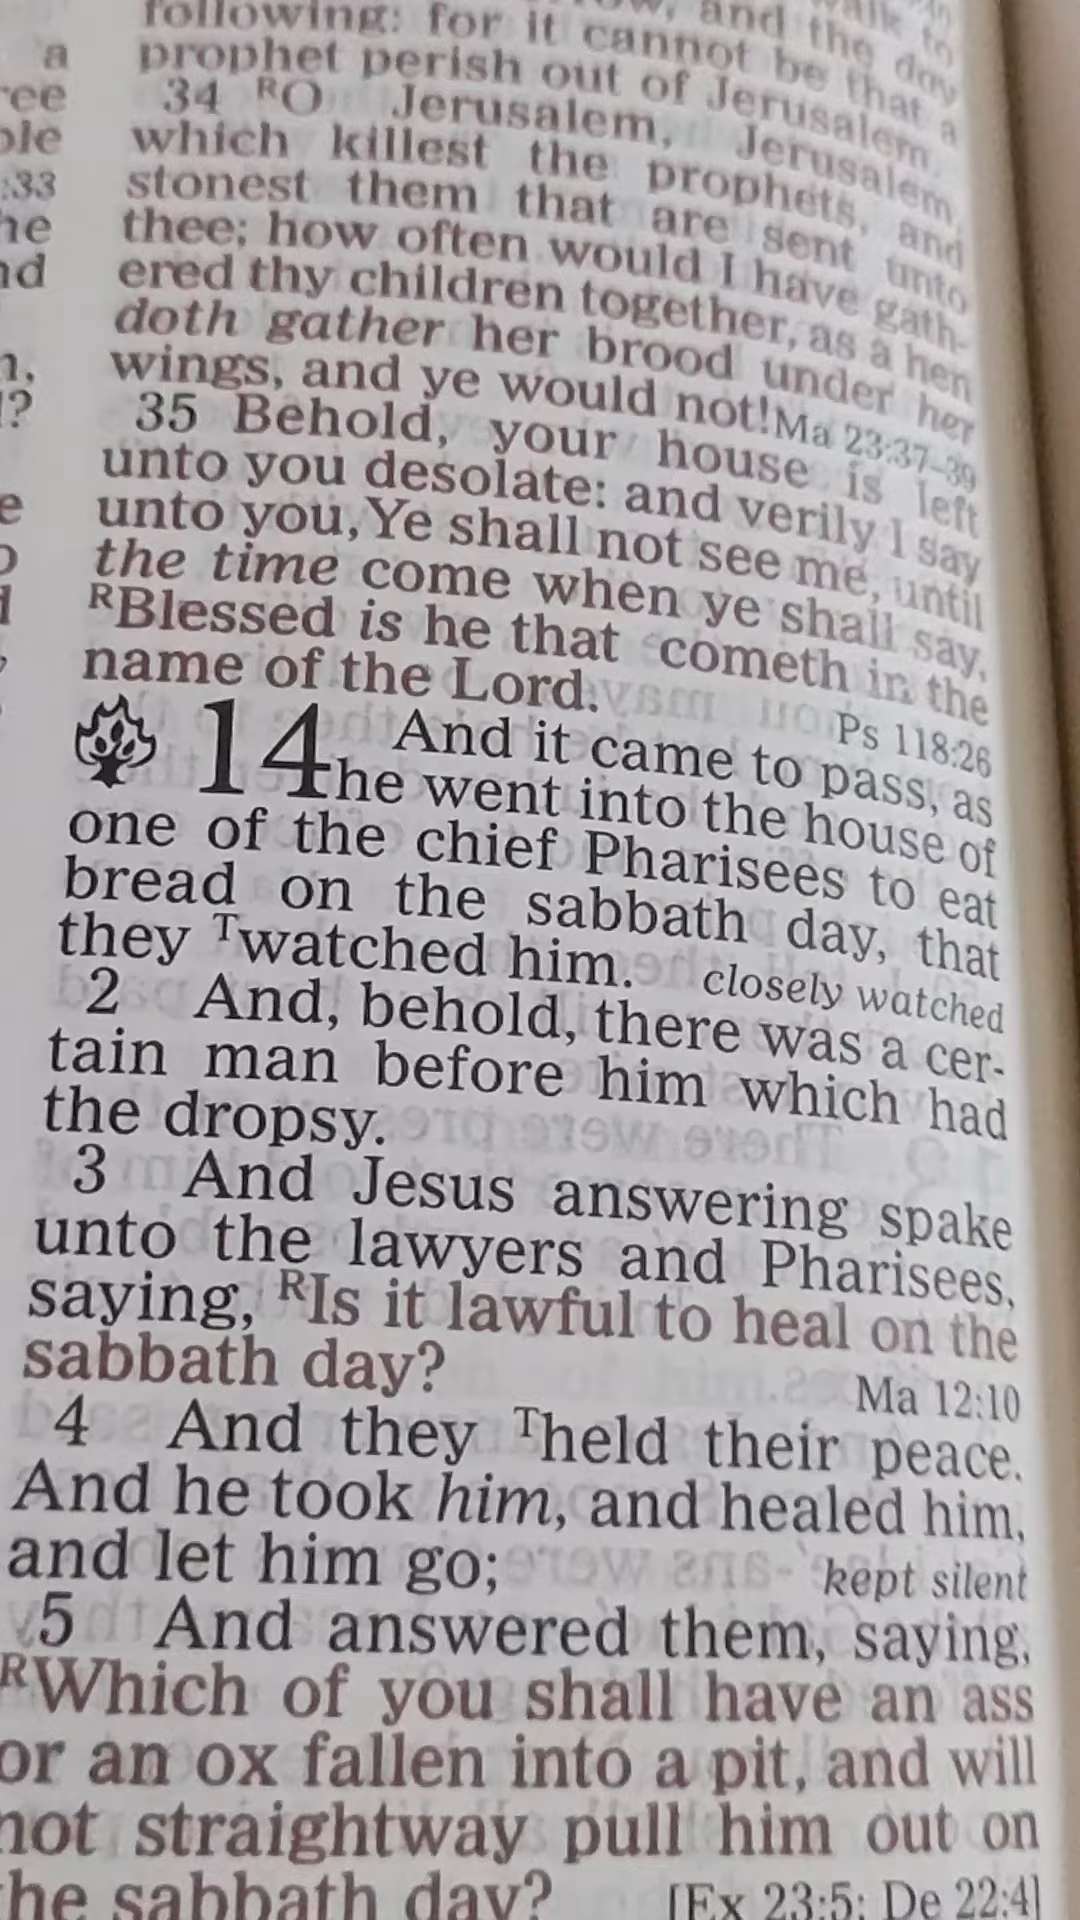 following: for it cannot be that a
prophet perish out of Jerusalem.
34 RO Jerusalem, Jerusalem,
which killest the prophets, and
stonest them that are sent unto
thee; how often would I have gath-
ered thy children together, as a hen
doth gather her brood under her
wings, and ye would not! Ma 23:37–39
35 Behold, your house is left
unto you desolate: and verily I say
unto you, Ye shall not see me, until
the time come when ye shall say,
RBlessed is he that cometh in the
name of the Lord. Ps 118:26
14 And it came to pass, as
he went into the house of
one of the chief Pharisees to eat
bread on the sabbath day, that
they Twatched him. closely watched
2 And, behold, there was a cer-
tain man before him which had
the dropsy.
3 And Jesus answering spake
unto the lawyers and Pharisees,
saying, RIs it lawful to heal on the
sabbath day? Ma 12:10
4 And they Theld their peace.
And he took him, and healed him,
and let him go; kept silent
5 And answered them, saying,
RWhich of you shall have an ass
or an ox fallen into a pit, and will
not straightway pull him out on
the sabbath day? [Ex 23:5; De 22:4]